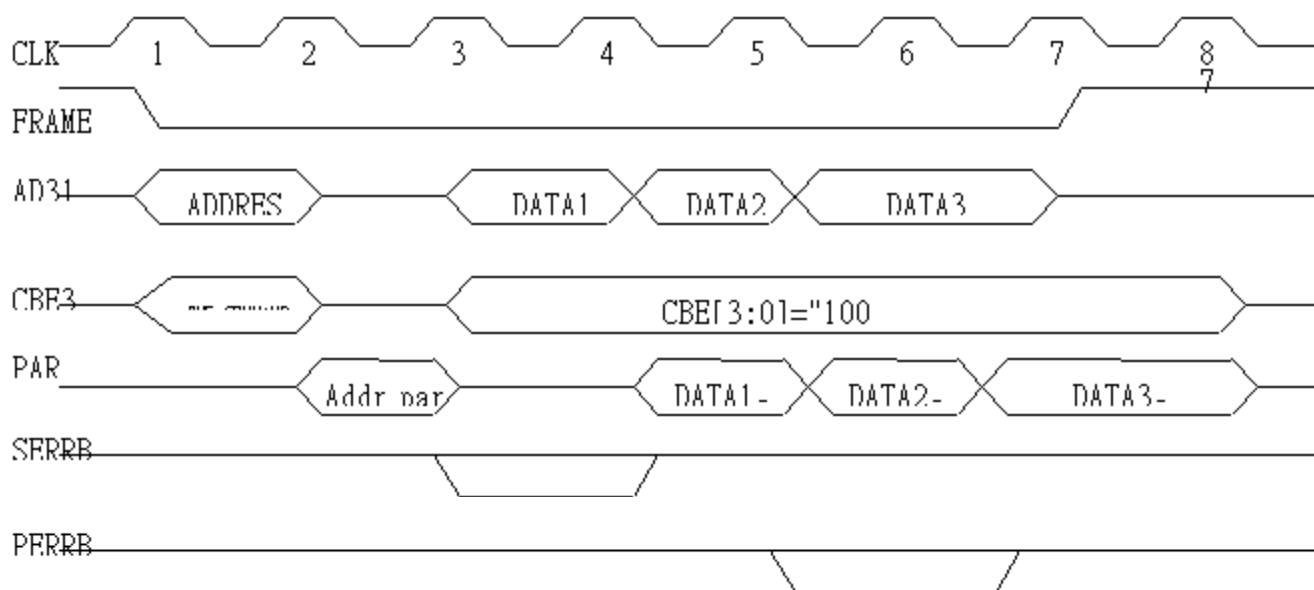 CLK 1 2 3 4 5 6 7 8
7
FRAME
AD31 ADDRES DATA1 DATA2 DATA3
CBE3 CBE[3:0]="100
PAR Addr par DATA1- DATA2- DATA3-
SERRB
PERRB